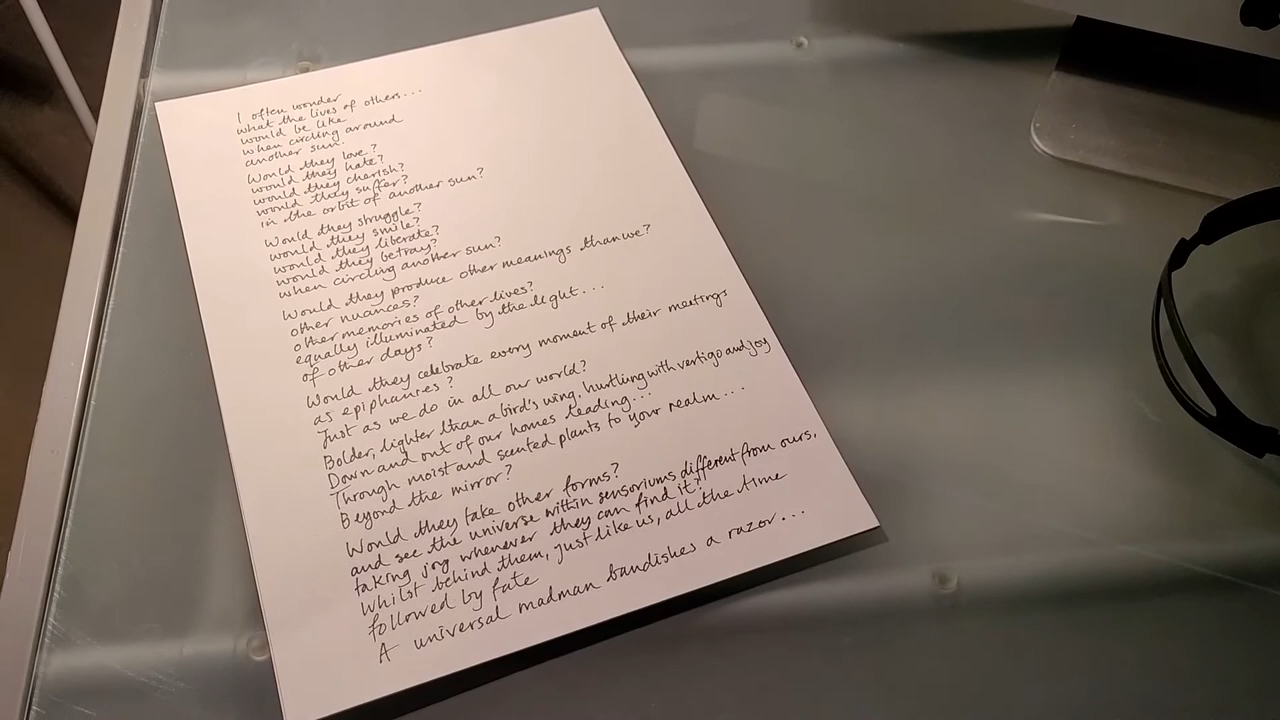 I often wonder
what the lives of others...
would be like
when circling around
another sun.
Would they love?
would they hate?
would they cherish?
would they suffer?
in the orbit of another sun?
Would they struggle?
would they smile?
would they liberate?
would they betray?
when circling another sun?
Would they produce other meanings than we?
other nuances?
other memories of other lives?
equally illuminated by the light...
of other days?
Would they celebrate every moment of their meetings
as epiphanies?
Just as we do in all our world?
Bolder, lighter than a bird's wing, hurtling with vertigo and joy
Down and out of our homes leading...
Through moist and scented plants to your realm...
Beyond the mirror?
Would they take other forms?
and see the universe within sensoriums different from ours,
taking joy whenever they can find it?
Whilst behind them, just like us, all the time
followed by fate
A universal madman bandishes a razor...